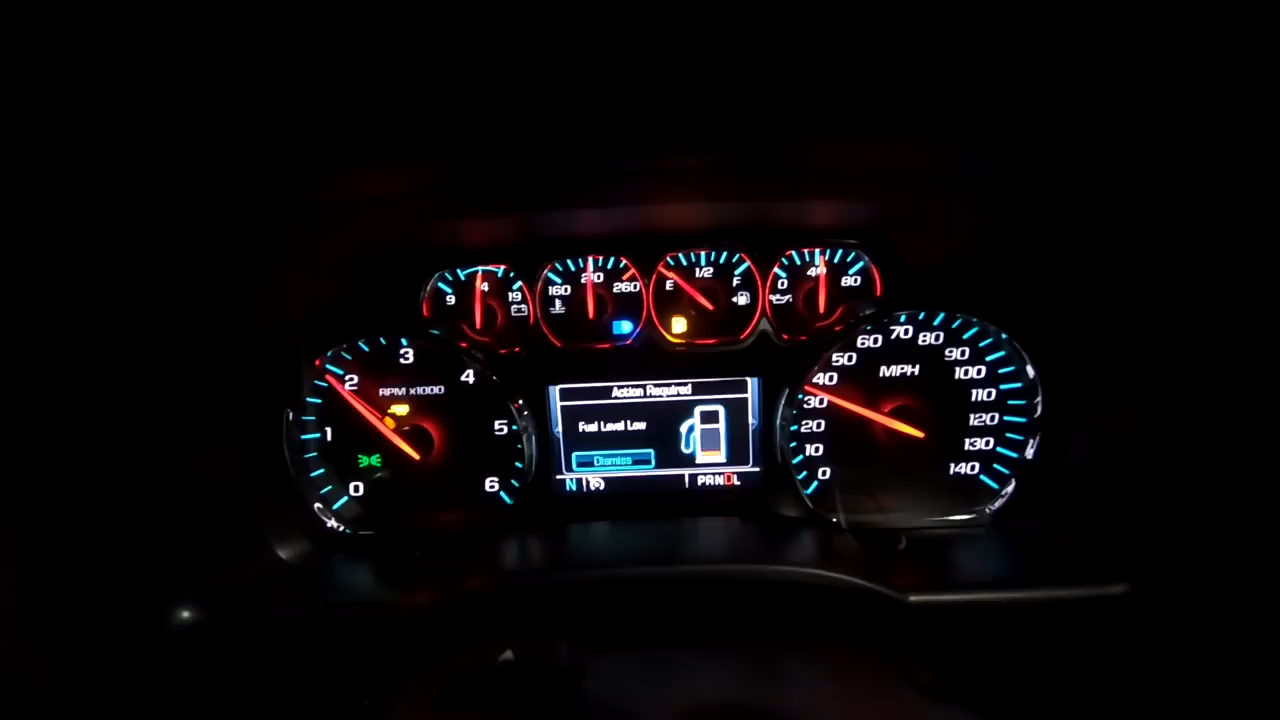 9 14 19
160 210 260
E 1/2 F
0 40 80
0 1 2 3 4 5 6
RPM x1000
Action Required
Fuel Level Low
Dismiss
N
PRNDL
0 10 20 30 40 50 60 70 80 90 100 110 120 130 140
MPH